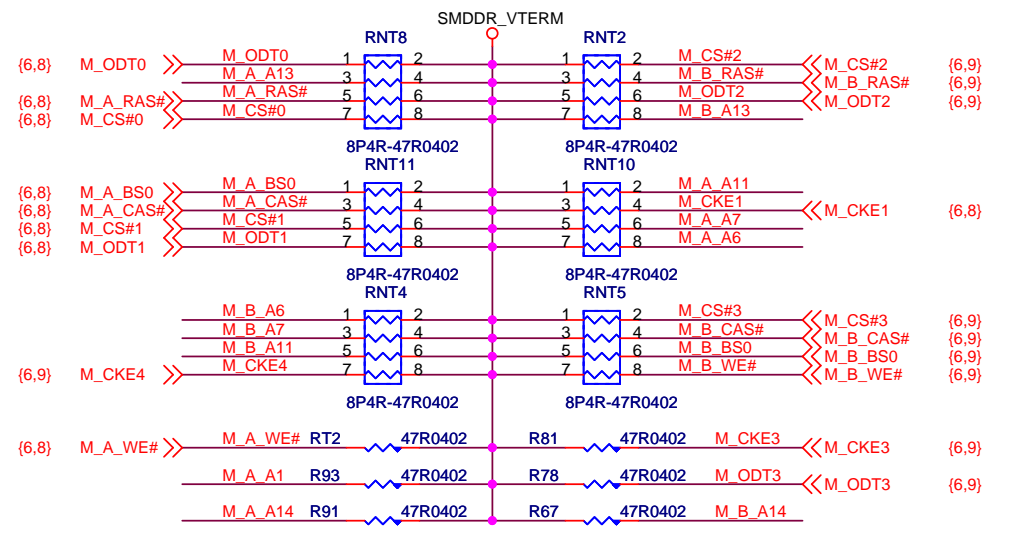 SMDDR_VTERM
RNT8 RNT2
{6,8} M_ODT0 M_ODT0 1 2 1 2 M_CS#2 M_CS#2 {6,9}
M_A_A13 3 4 3 4 M_B_RAS# M_B_RAS# {6,9}
{6,8} M_A_RAS# M_A_RAS# 5 6 5 6 M_ODT2 M_ODT2 {6,9}
{6,8} M_CS#0 M_CS#0 7 8 7 8 M_B_A13
8P4R-47R0402 8P4R-47R0402
RNT11 RNT10
{6,8} M_A_BS0 M_A_BS0 1 2 1 2 M_A_A11
{6,8} M_A_CAS# M_A_CAS# 3 4 3 4 M_CKE1 M_CKE1 {6,8}
{6,8} M_CS#1 M_CS#1 5 6 5 6 M_A_A7
{6,8} M_ODT1 M_ODT1 7 8 7 8 M_A_A6
8P4R-47R0402 8P4R-47R0402
RNT4 RNT5
M_B_A6 1 2 1 2 M_CS#3 M_CS#3 {6,9}
M_B_A7 3 4 3 4 M_B_CAS# M_B_CAS# {6,9}
M_B_A11 5 6 5 6 M_B_BS0 M_B_BS0 {6,9}
{6,9} M_CKE4 M_CKE4 7 8 7 8 M_B_WE# M_B_WE# {6,9}
8P4R-47R0402 8P4R-47R0402
{6,8} M_A_WE# M_A_WE# RT2 47R0402 R81 47R0402 M_CKE3 M_CKE3 {6,9}
M_A_A1 R93 47R0402 R78 47R0402 M_ODT3 M_ODT3 {6,9}
M_A_A14 R91 47R0402 R67 47R0402 M_B_A14